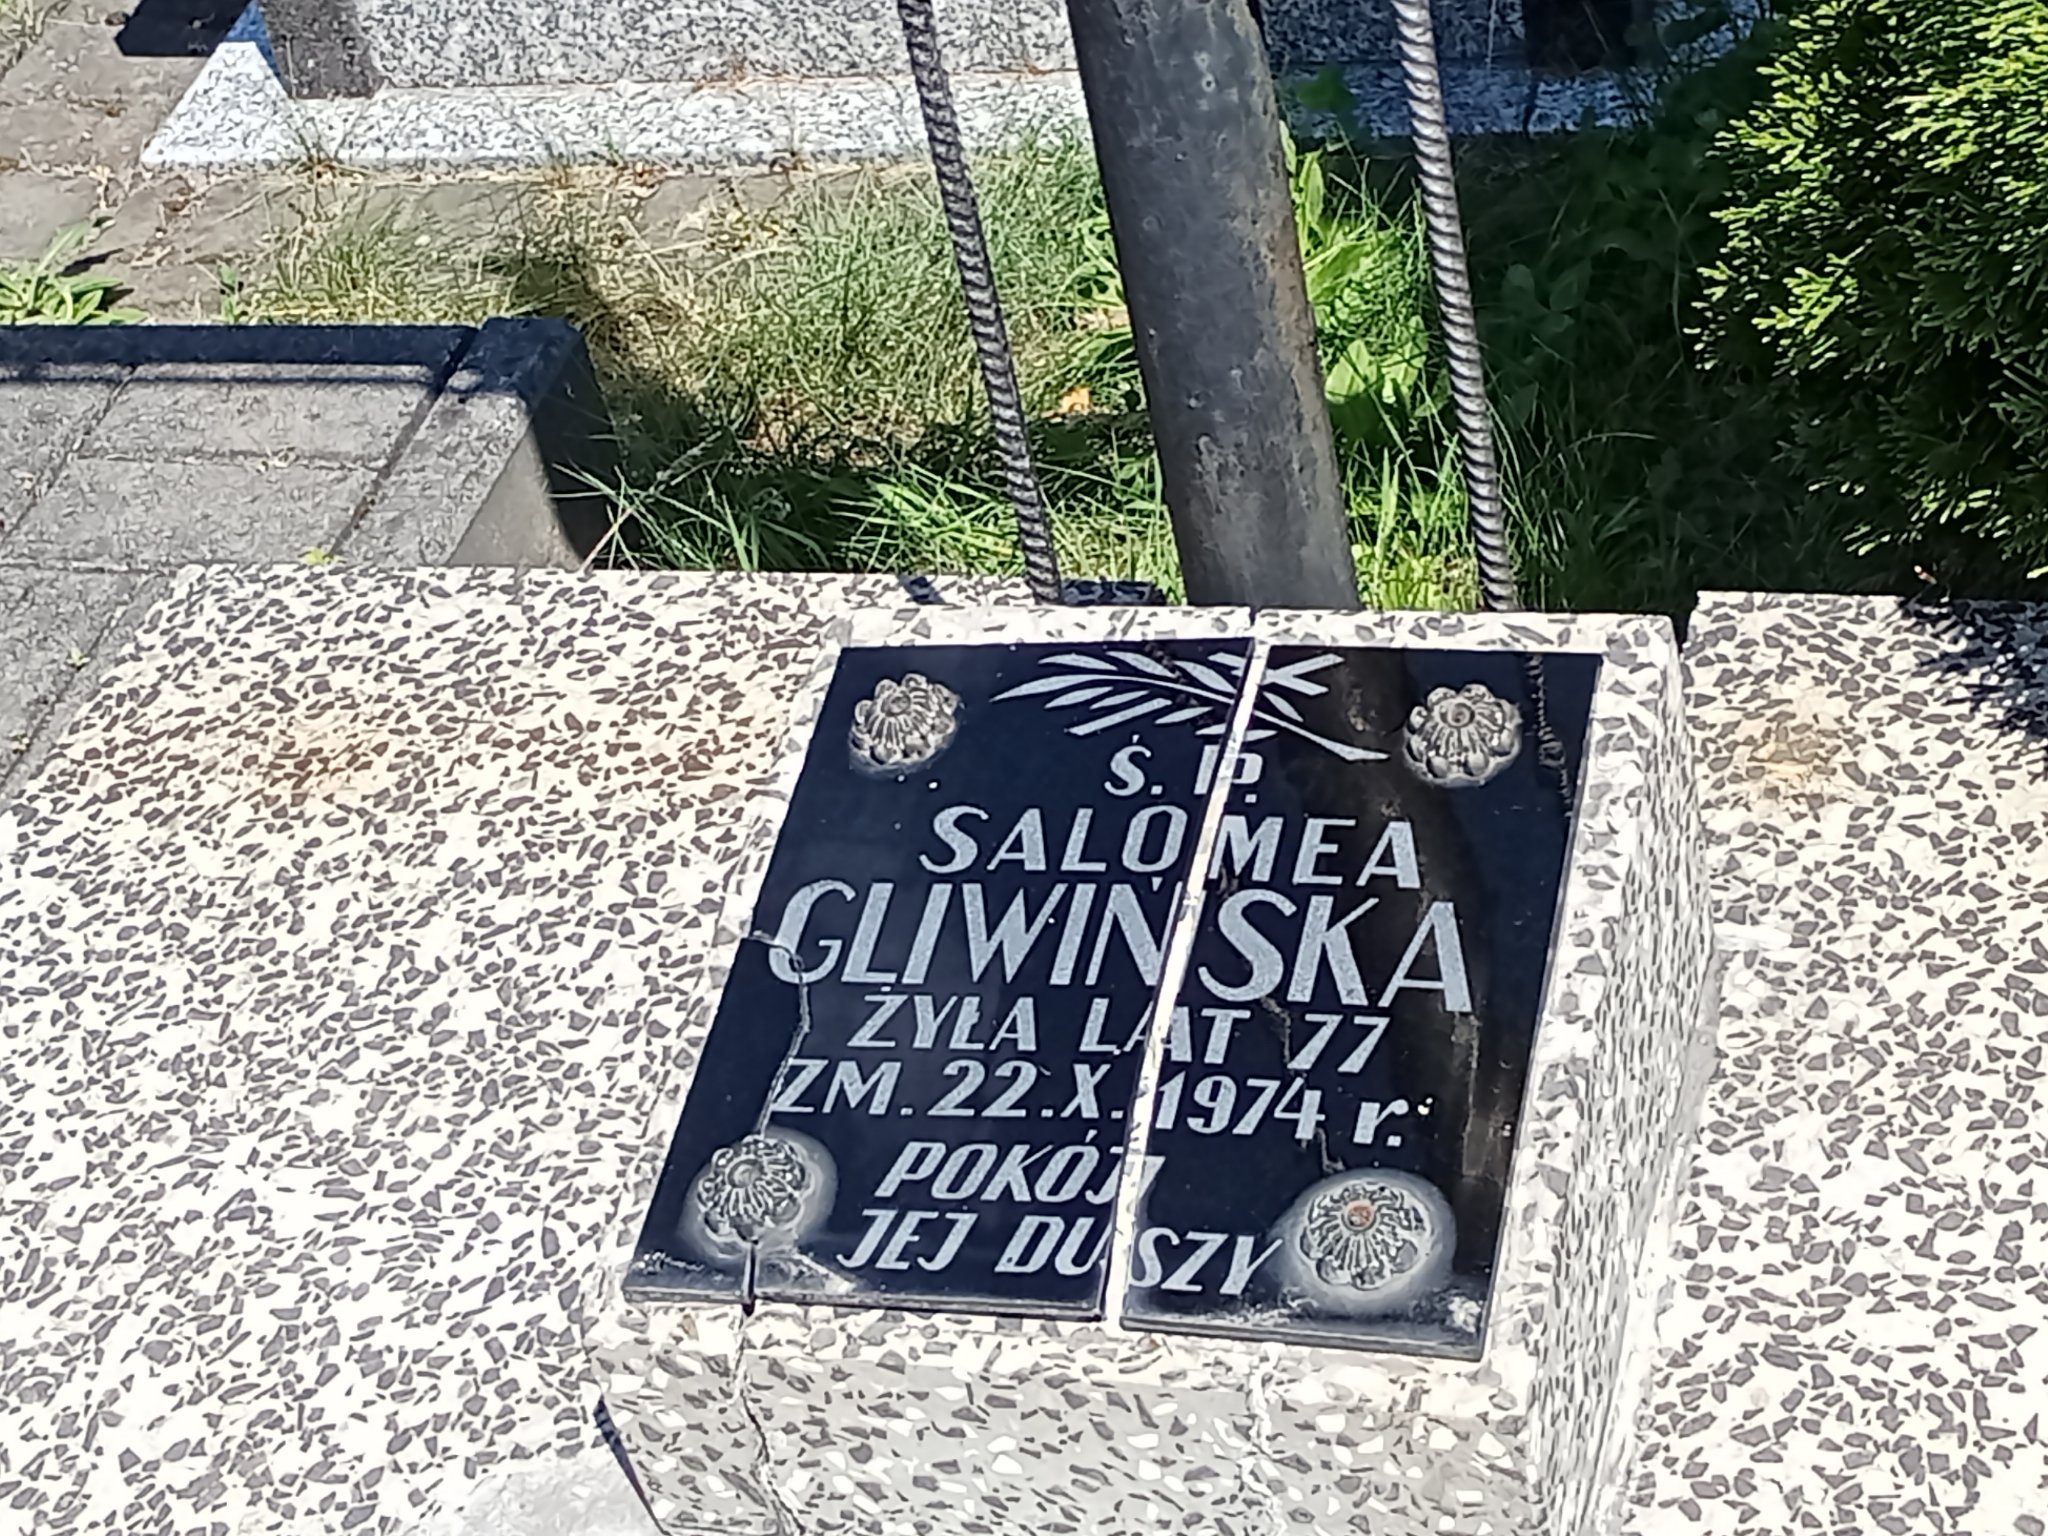 Ś. P.
SALOMEA
GLIWIŃSKA
ŻYŁA LAT 77
ZM. 22.X.1974 r.
POKÓJ
JEJ DUSZY